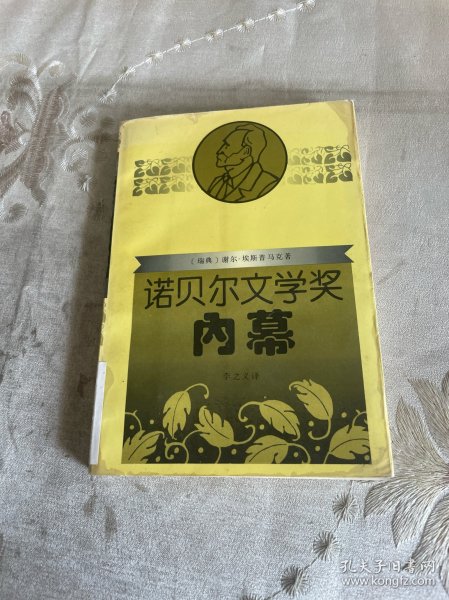 (瑞典)谢尔·埃斯普马克著
诺贝尔文学奖
内幕
李之义译
孔夫子旧书网
www.kongfz.com